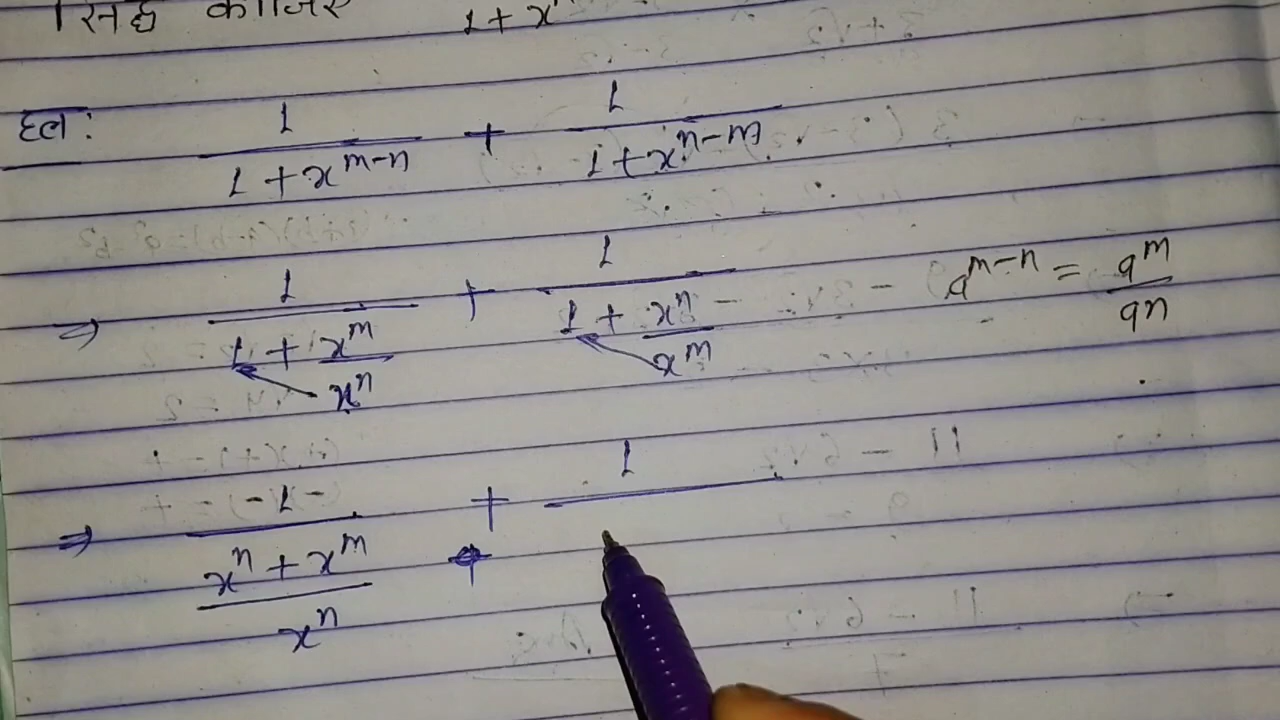 सिद्ध कीजिए 1 + x
हल: 1 / (1 + x^(m-n)) + 1 / (1 + x^(n-m))
⇒ 1 / (1 + x^m / x^n) + 1 / (1 + x^n / x^m) a^(m-n) = a^m / a^n
⇒ 1 / ((x^n + x^m) / x^n) + 1 /